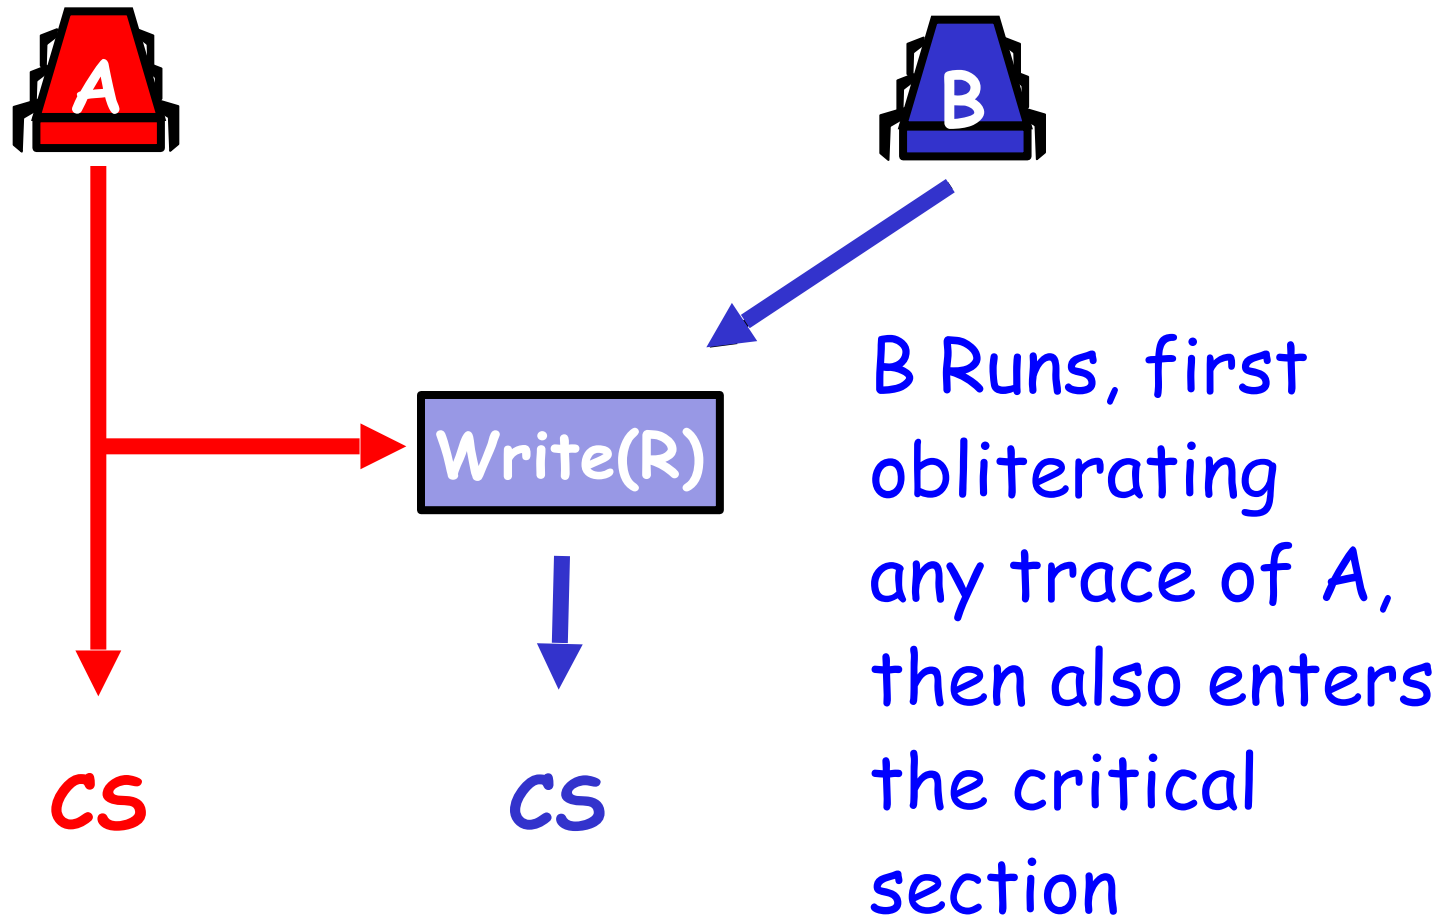 A
B
Write(R)
CS
CS
B Runs, first
obliterating
any trace of A,
then also enters
the critical
section